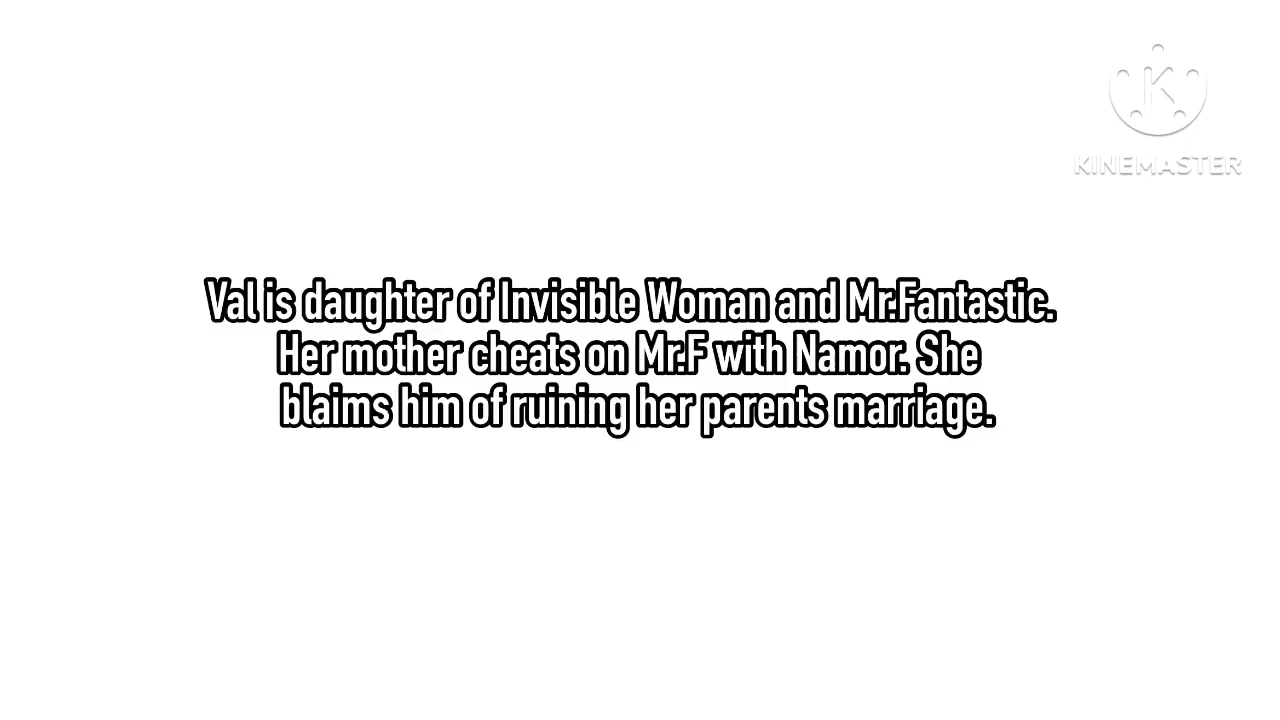 KINEMASTER
Val is daughter of Invisible Woman and Mr.Fantastic.
Her mother cheats on Mr.F with Namor. She
blaims him of ruining her parents marriage.